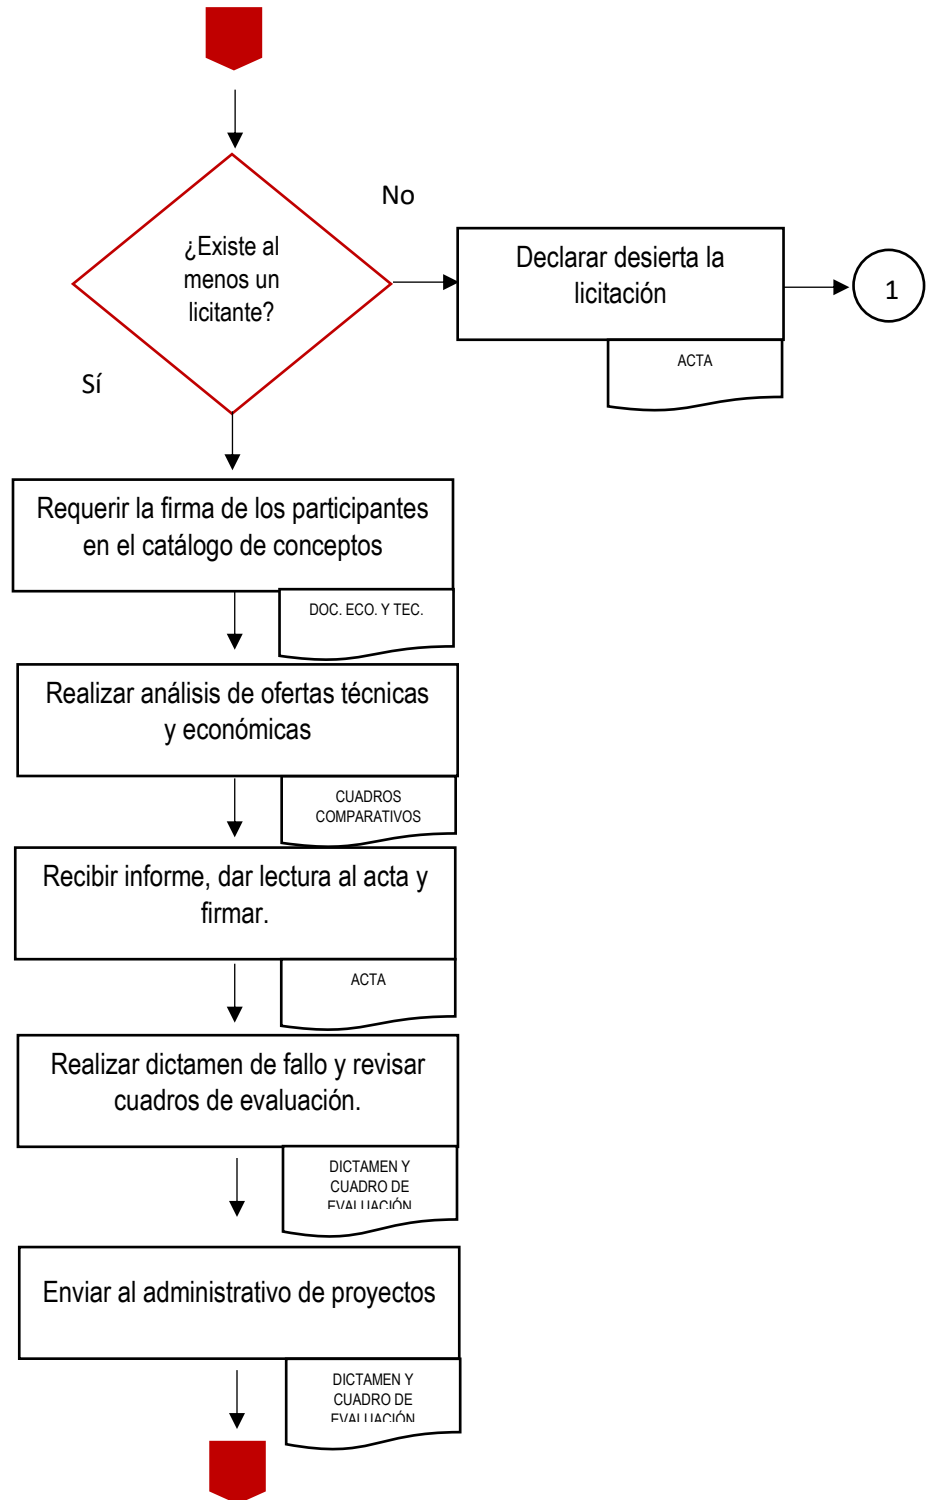 No
¿Existe al
menos un
licitante?
Declarar desierta la
licitación
1
ACTA
Sí
Requerir la firma de los participantes
en el catálogo de conceptos
DOC. ECO. Y TEC.
Realizar análisis de ofertas técnicas
y económicas
CUADROS
COMPARATIVOS
Recibir informe, dar lectura al acta y
firmar.
ACTA
Realizar dictamen de fallo y revisar
cuadros de evaluación.
DICTAMEN Y
CUADRO DE
EVALUACIÓN
Enviar al administrativo de proyectos
DICTAMEN Y
CUADRO DE
EVALUACIÓN